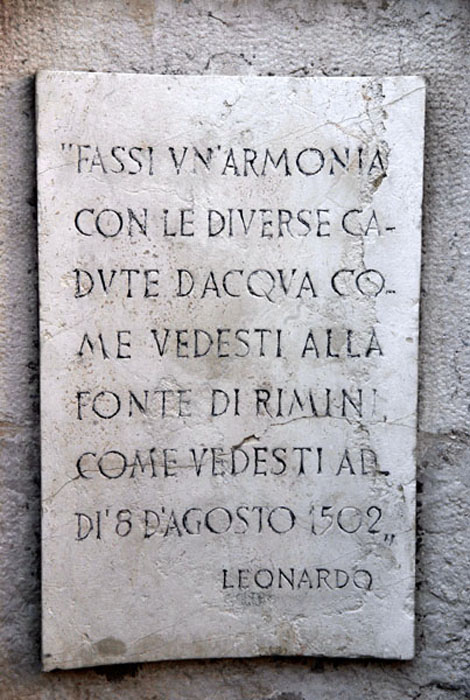 "FASSI VN'ARMONIA
CON LE DIVERSE CA-
DVTE D'ACQVA CO-
ME VEDESTI ALLA
FONTE DI RIMINI,
COME VEDESTI AD-
DI' 8 D'AGOSTO 1502„
LEONARDO